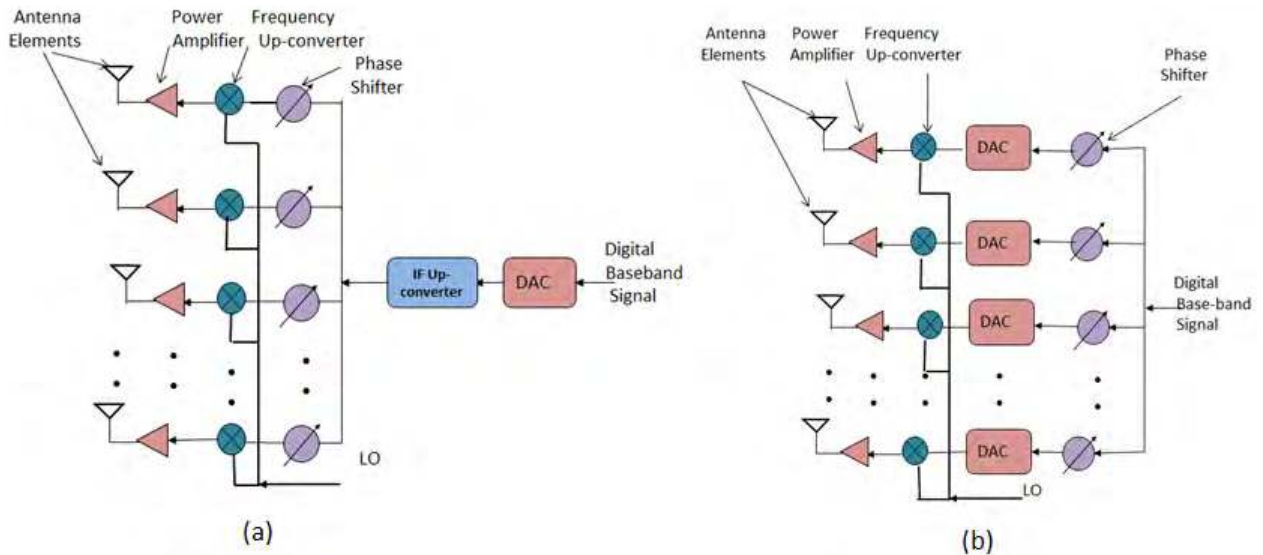 Antenna
Elements
Power
Amplifier
Frequency
Up-converter
Phase
Shifter
IF Up-
converter
DAC
Digital
Baseband
Signal
LO
(a)
Antenna
Elements
Power
Amplifier
Frequency
Up-converter
Phase
Shifter
DAC
DAC
DAC
DAC
Digital
Base-band
Signal
LO
(b)